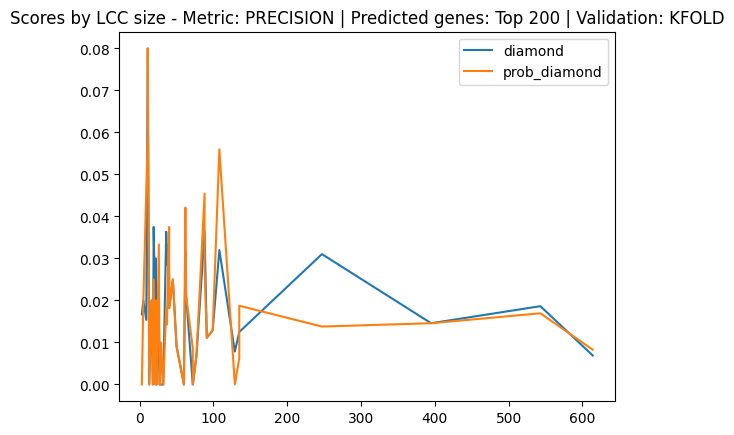 Scores by LCC size - Metric: PRECISION | Predicted genes: Top 200 | Validation: KFOLD
diamond
prob_diamond
0.08
0.07
0.06
0.05
0.04
0.03
0.02
0.01
0.00
0 100 200 300 400 500 600